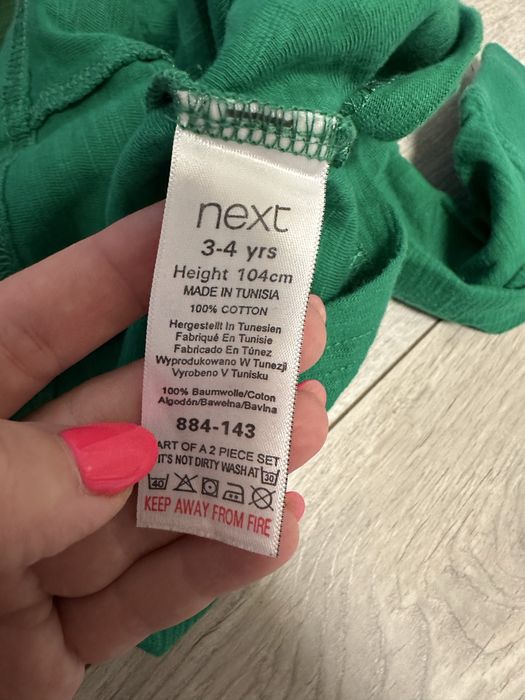 next
3-4 yrs
Height 104cm
MADE IN TUNISIA
100% COTTON
Hergestellt In Tunesien
Fabriqué En Tunisie
Fabricado En Túnez
Wyprodukowano W Tunezji
Vyrobeno V Tunisku
100% Baumwolle/Coton
Algodón/Bawełna/Bavlna
884-143
ART OF A 2 PIECE SET
IT'S NOT DIRTY WASH AT 30
40
KEEP AWAY FROM FIRE